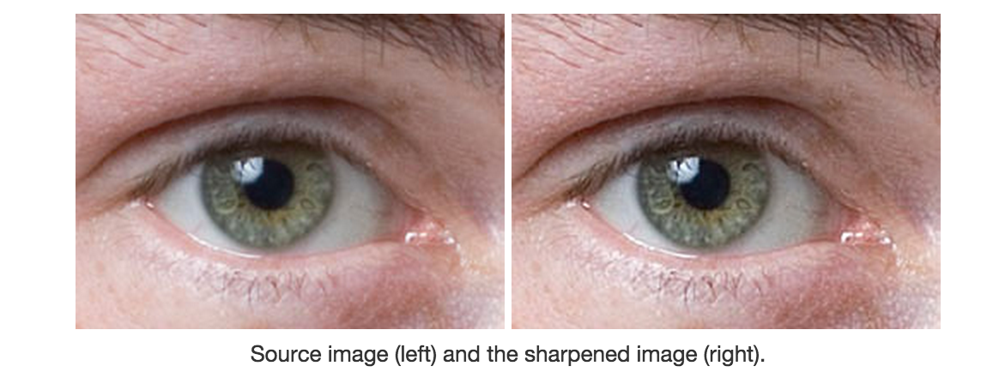 Source image (left) and the sharpened image (right).